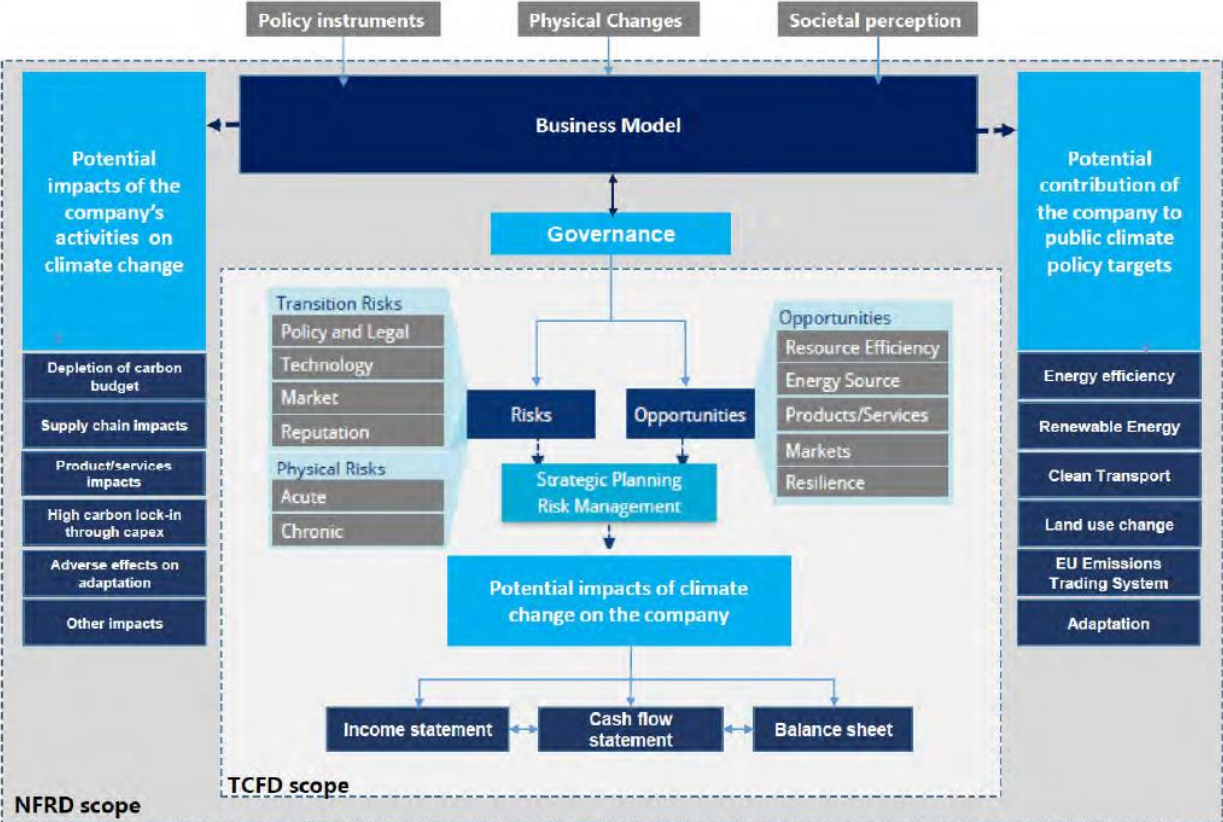 Policy instruments
Physical Changes
Societal perception
Business Model
Potential
impacts of the
company's
activities on
climate change
Depletion of carbon
budget
Supply chain impacts
Product/services
impacts
High carbon lock-in
through capex
Adverse effects on
adaptation
Other impacts
Governance
Transition Risks
Policy and Legal
Technology
Market
Reputation
Physical Risks
Acute
Chronic
Risks
Opportunities
Opportunities
Resource Efficiency
Energy Source
Products/Services
Markets
Resilience
Strategic Planning
Risk Management
Potential impacts of climate
change on the company
Income statement
Cash flow
statement
Balance sheet
TCFD scope
Potential
contribution of
the company to
public climate
policy targets
Energy efficiency
Renewable Energy
Clean Transport
Land use change
EU Emissions
Trading System
Adaptation
NFRD scope